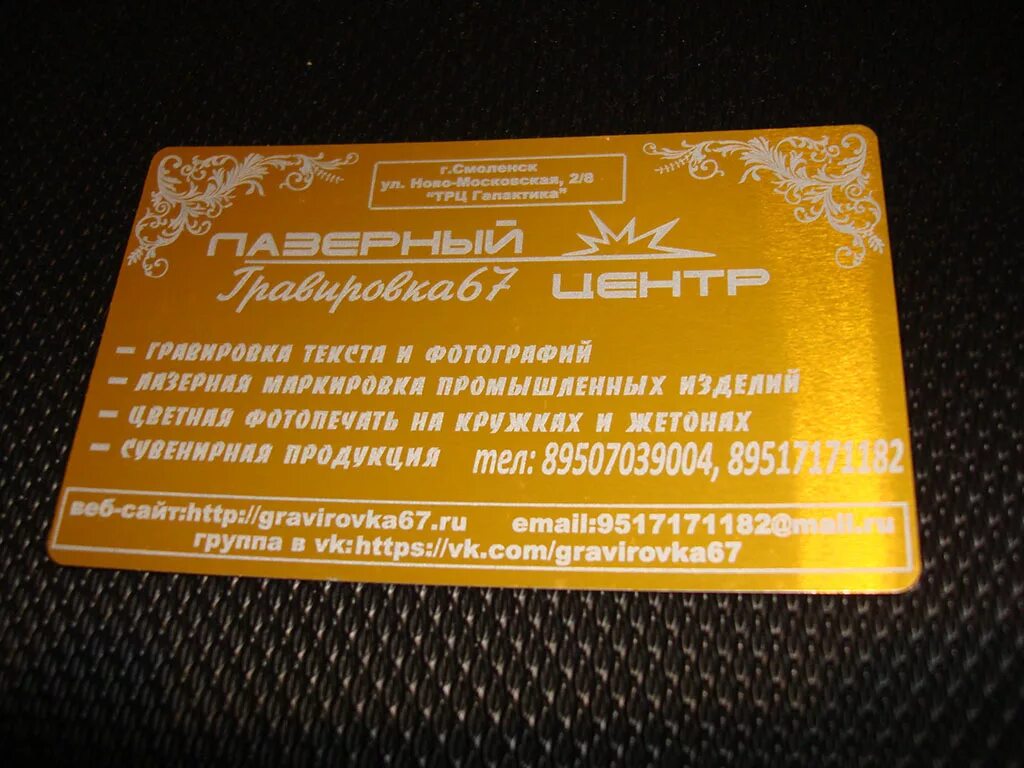 г.Смоленск
ул. Ново-Московская, 2/8
"ТРЦ Галактика"
ЛАЗЕРНЫЙ
Гравировка67 ЦЕНТР
- ГРАВИРОВКА ТЕКСТА И ФОТОГРАФИЙ
- ЛАЗЕРНАЯ МАРКИРОВКА ПРОМЫШЛЕННЫХ ИЗДЕЛИЙ
- ЦВЕТНАЯ ФОТОПЕЧАТЬ НА КРУЖКАХ И ЖЕТОНАХ
- СУВЕНИРНАЯ ПРОДУКЦИЯ тел: 89507039004, 89517171182
веб-сайт:http://gravirovka67.ru email:9517171182@mail.ru
группа в vk:https://vk.com/gravirovka67